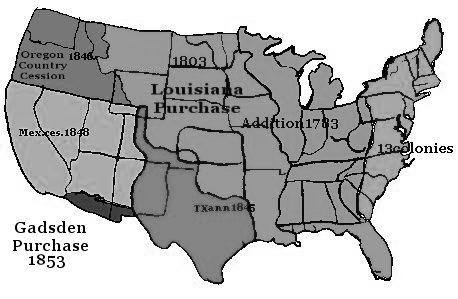 Oregon
Country 1846
Cession
1803
Louisiana
Purchase
Addition1783
Mexces.1848
13colonies
TXann1845
Gadsden
Purchase
1853